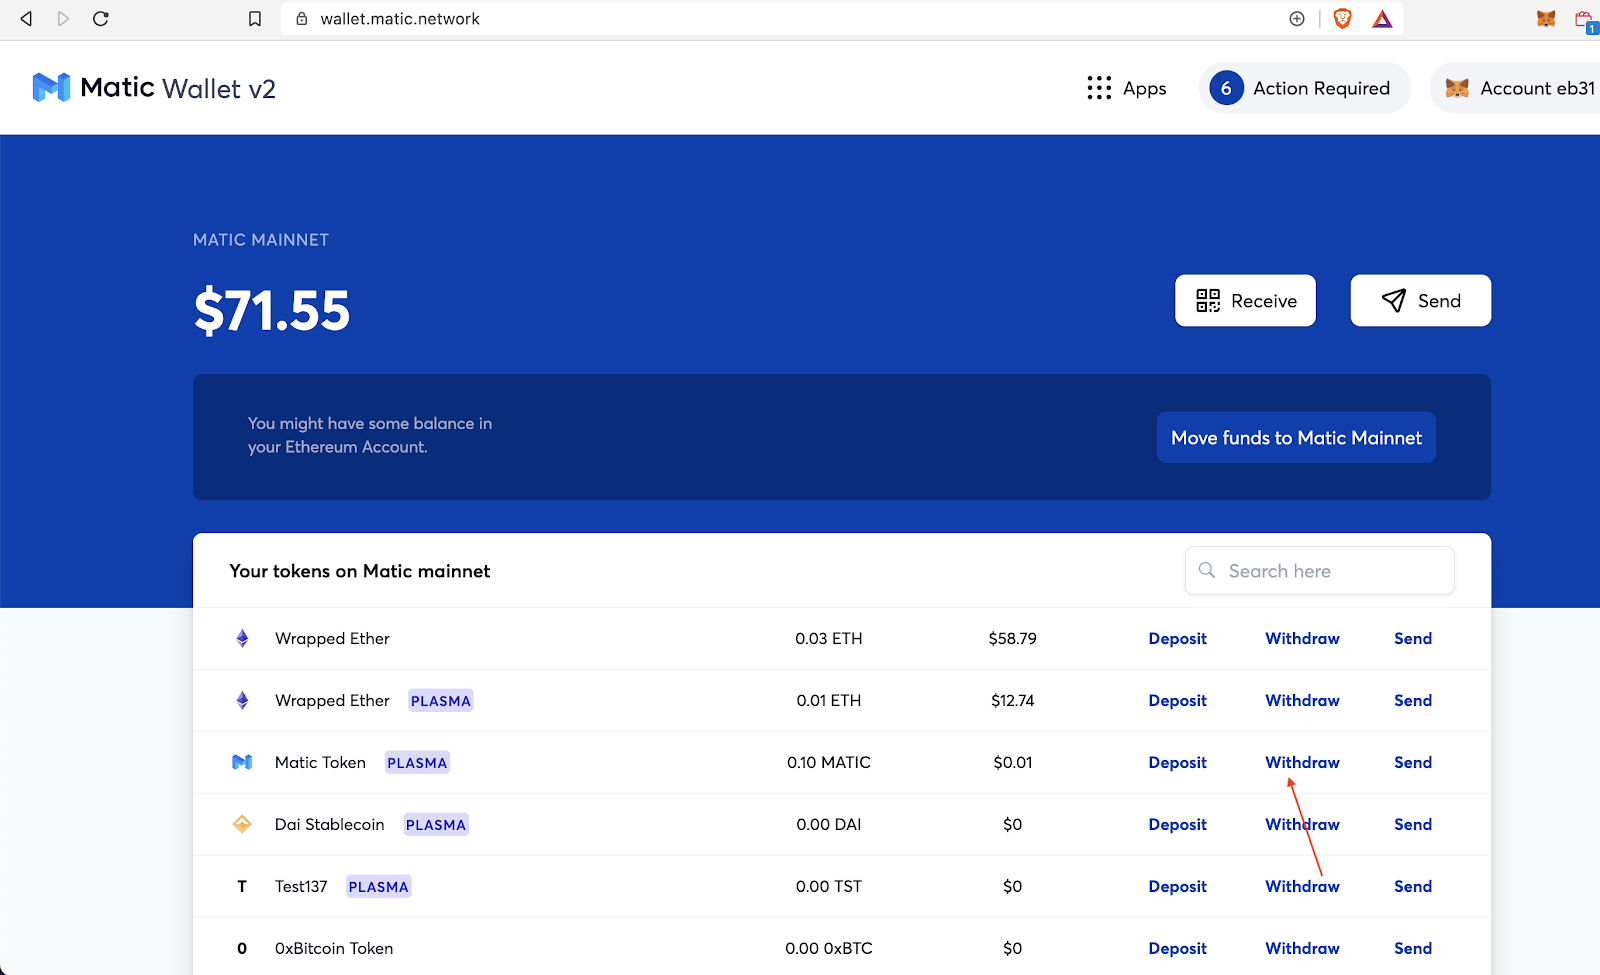 wallet.matic.network
1
Matic Wallet v2
Apps
6 Action Required
Account eb31
MATIC MAINNET
$71.55
Receive
Send
You might have some balance in
your Ethereum Account.
Move funds to Matic Mainnet
Your tokens on Matic mainnet
Search here
Wrapped Ether 0.03 ETH $58.79 Deposit Withdraw Send
Wrapped Ether PLASMA 0.01 ETH $12.74 Deposit Withdraw Send
Matic Token PLASMA 0.10 MATIC $0.01 Deposit Withdraw Send
Dai Stablecoin PLASMA 0.00 DAI $0 Deposit Withdraw Send
T Test137 PLASMA 0.00 TST $0 Deposit Withdraw Send
0 0xBitcoin Token 0.00 0xBTC $0 Deposit Withdraw Send